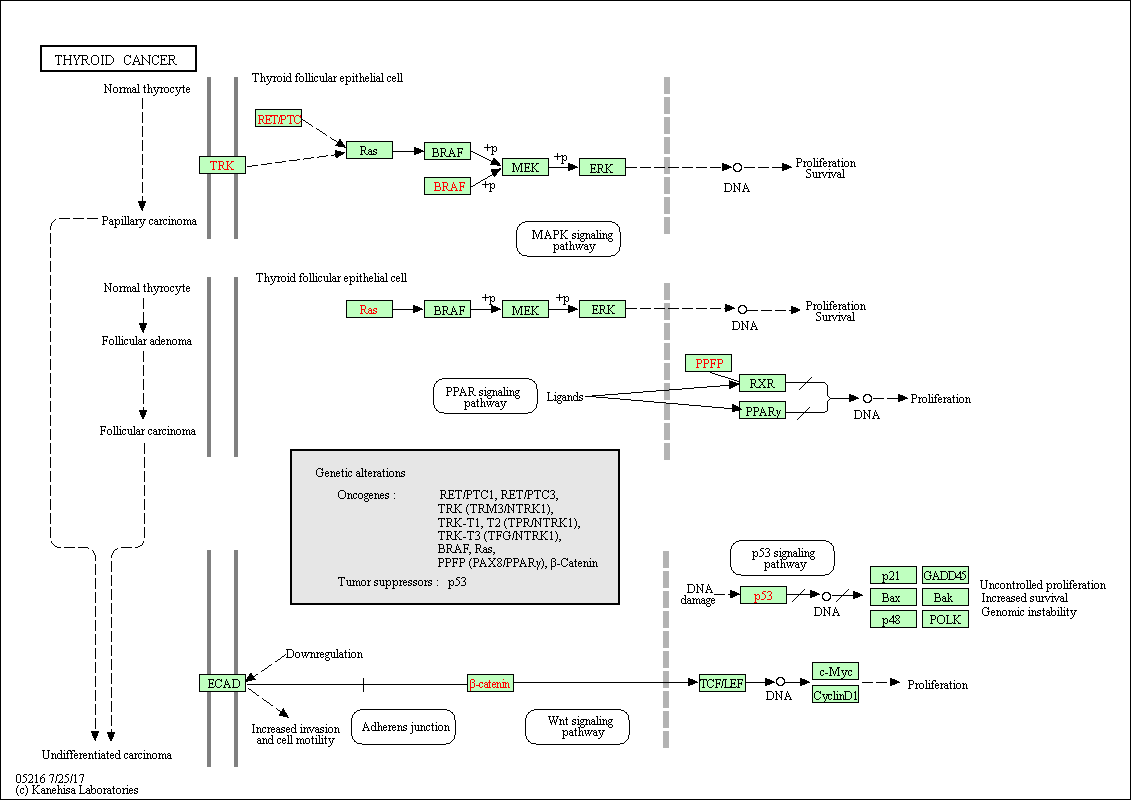 THYROID CANCER
Thyroid follicular epithelial cell
Normal thyrocyte
RET/PTC
TRK
Ras
BRAF
+p
BRAF
+p
MEK
+p
ERK
DNA
Proliferation
Survival
Papillary carcinoma
MAPK signaling
pathway
Thyroid follicular epithelial cell
Normal thyrocyte
Ras
BRAF
+p
MEK
+p
ERK
DNA
Proliferation
Survival
Follicular adenoma
PPFP
RXR
PPAR signaling
pathway
Ligands
PPARγ
DNA
Proliferation
Follicular carcinoma
Genetic alterations
Oncogenes :
RET/PTC1, RET/PTC3,
TRK (TRM3/NTRK1),
TRK-T1, T2 (TPR/NTRK1),
TRK-T3 (TFG/NTRK1),
BRAF, Ras,
PPFP (PAX8/PPARγ), β-Catenin
Tumor suppressors : p53
p53 signaling
pathway
DNA
damage
p53
DNA
p21
GADD45
Bax
Bak
p48
POLK
Uncontrolled proliferation
Increased survival
Genomic instability
Downregulation
ECAD
β-catenin
TCF/LEF
DNA
c-Myc
CyclinD1
Proliferation
Increased invasion
and cell motility
Adherens junction
Wnt signaling
pathway
Undifferentiated carcinoma
05216 7/25/17
(c) Kanehisa Laboratories